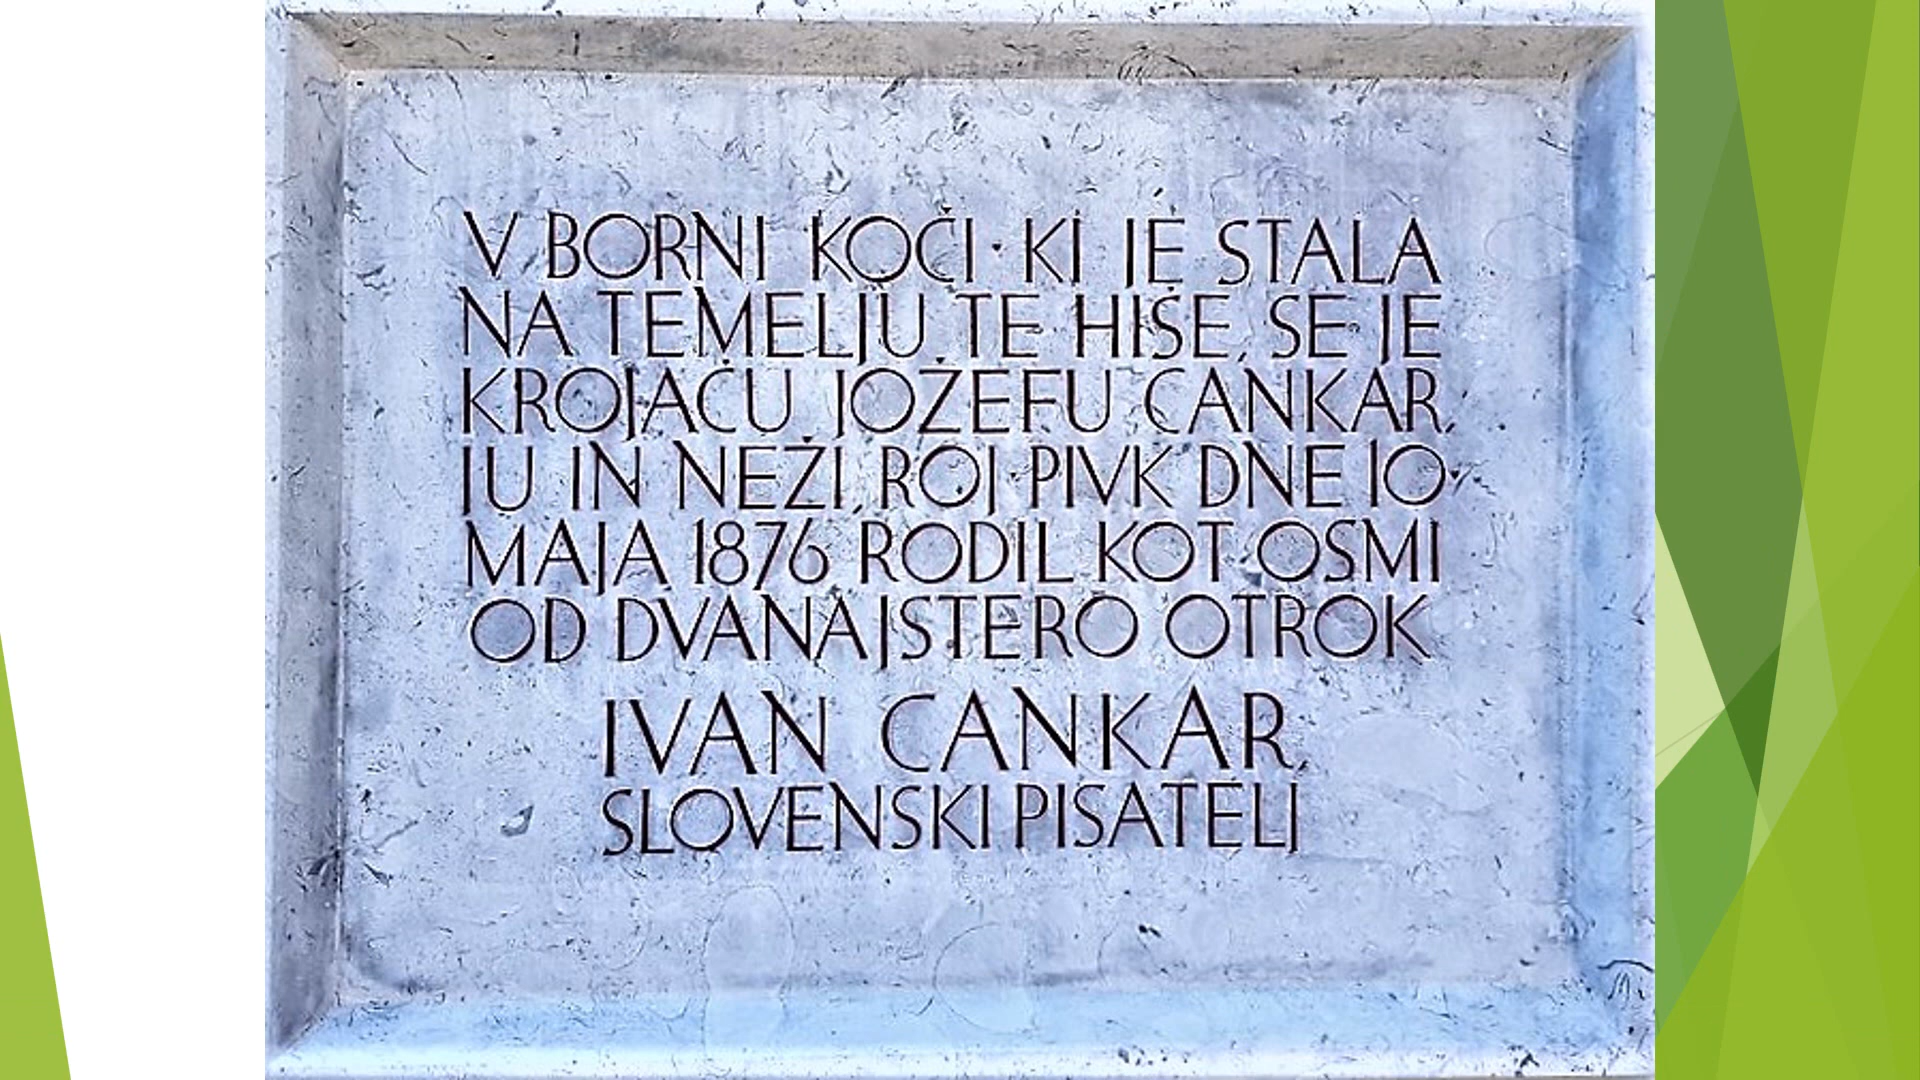 V BORNI KOČI · KI JE STALA
NA TEMELJU TE HIŠE, SE JE
KROJAČU JOŽEFU CANKAR,
JU IN NEŽI, ROJ·PIVK DNE 10·
MAJA 1876 RODIL KOT OSMI
OD DVANAJSTERO OTROK
IVAN CANKAR,
SLOVENSKI PISATELJ